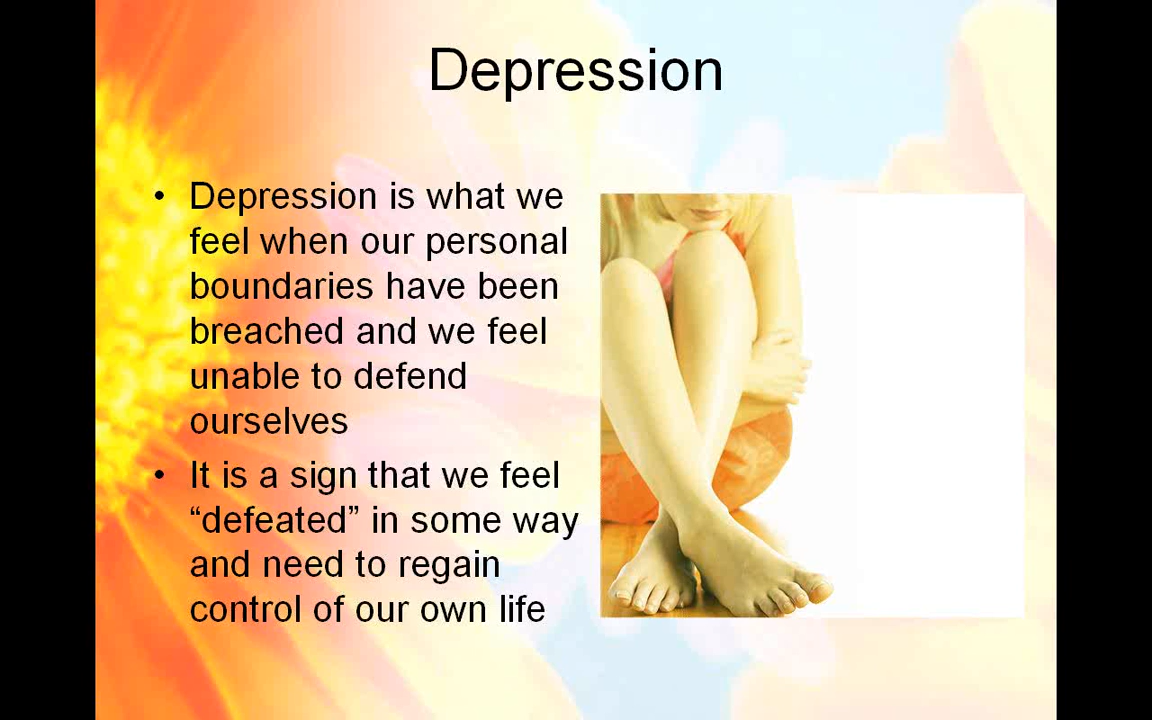 Depression
• Depression is what we
feel when our personal
boundaries have been
breached and we feel
unable to defend
ourselves
• It is a sign that we feel
“defeated” in some way
and need to regain
control of our own life